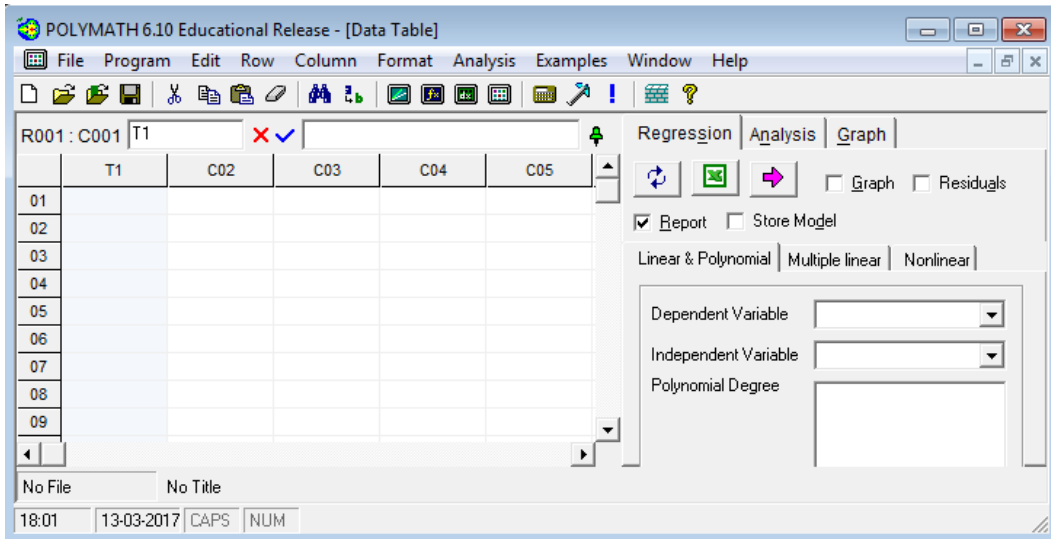 POLYMATH 6.10 Educational Release - [Data Table]
File Program Edit Row Column Format Analysis Examples Window Help
R001 : C001 T1
Regression Analysis Graph
T1 C02 C03 C04 C05
Graph Residuals
01
02
Report Store Model
03
Linear & Polynomial Multiple linear Nonlinear
04
05
Dependent Variable
06
Independent Variable
07
Polynomial Degree
08
09
No File No Title
18:01 13-03-2017 CAPS NUM